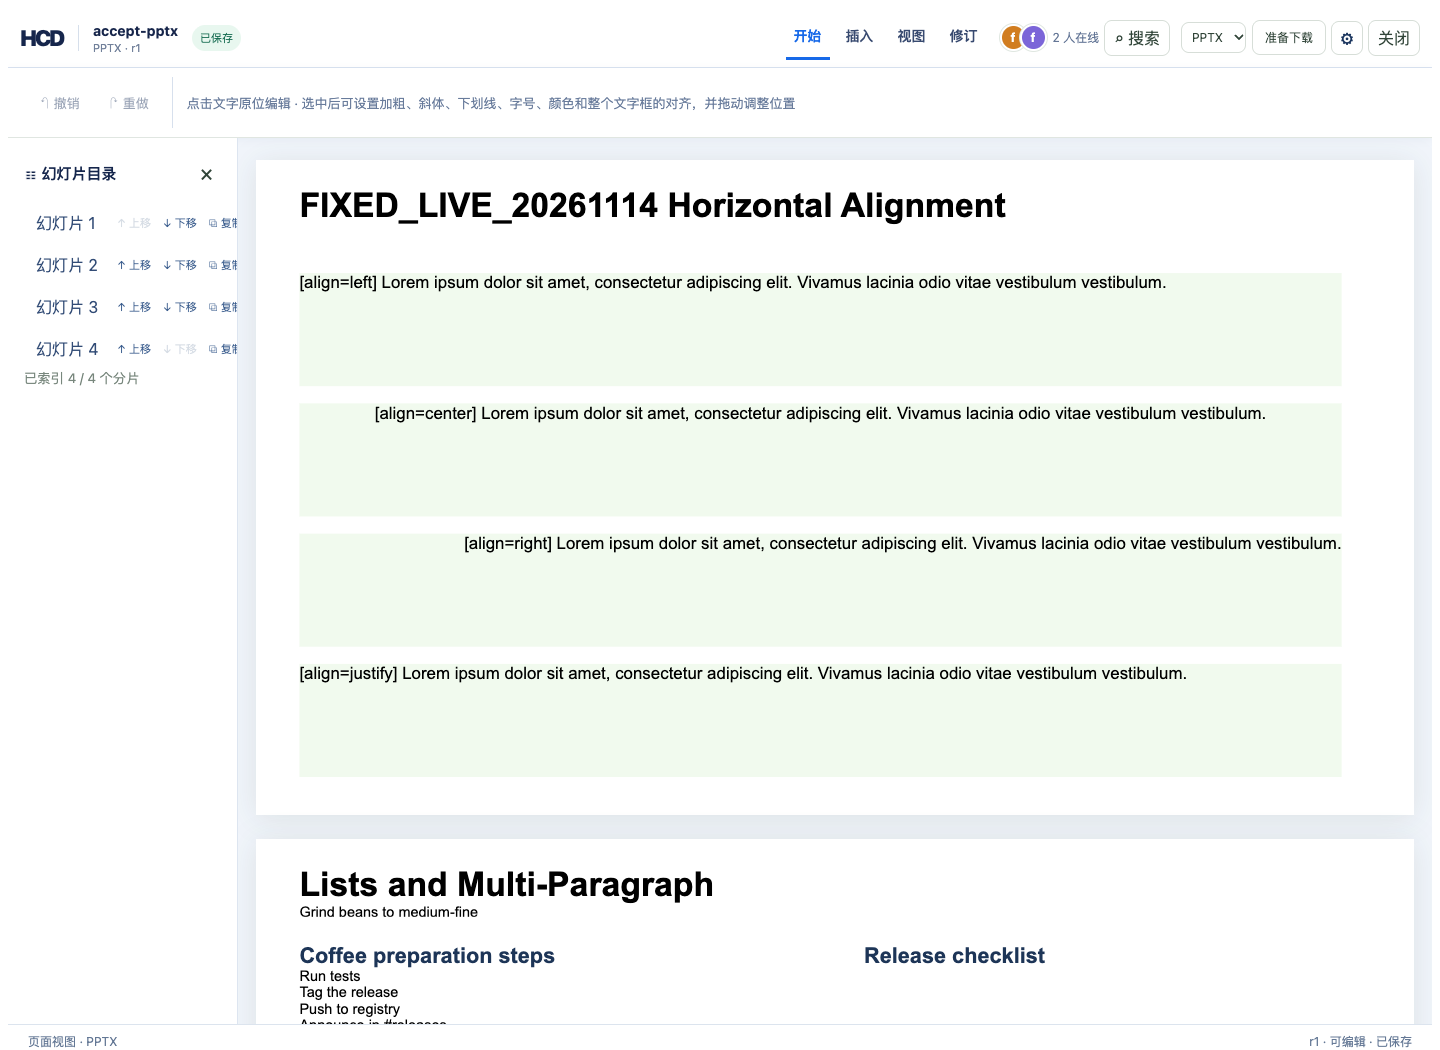 HCD
accept-pptx
PPTX · r1
已保存
开始 插入 视图 修订
f f 2 人在线
搜索
PPTX
准备下载
关闭
撤销 重做
点击文字原位编辑 · 选中后可设置加粗、斜体、下划线、字号、颜色和整个文字框的对齐，并拖动调整位置
幻灯片目录
幻灯片 1 ↑ 上移 ↓ 下移 复制
幻灯片 2 ↑ 上移 ↓ 下移 复制
幻灯片 3 ↑ 上移 ↓ 下移 复制
幻灯片 4 ↑ 上移 ↓ 下移 复制
已索引 4 / 4 个分片
FIXED_LIVE_20261114 Horizontal Alignment
[align=left] Lorem ipsum dolor sit amet, consectetur adipiscing elit. Vivamus lacinia odio vitae vestibulum vestibulum.
[align=center] Lorem ipsum dolor sit amet, consectetur adipiscing elit. Vivamus lacinia odio vitae vestibulum vestibulum.
[align=right] Lorem ipsum dolor sit amet, consectetur adipiscing elit. Vivamus lacinia odio vitae vestibulum vestibulum.
[align=justify] Lorem ipsum dolor sit amet, consectetur adipiscing elit. Vivamus lacinia odio vitae vestibulum vestibulum.
Lists and Multi-Paragraph
Grind beans to medium-fine
Coffee preparation steps
Release checklist
Run tests
Tag the release
Push to registry
Announce in #releases
页面视图 · PPTX
r1 · 可编辑 · 已保存